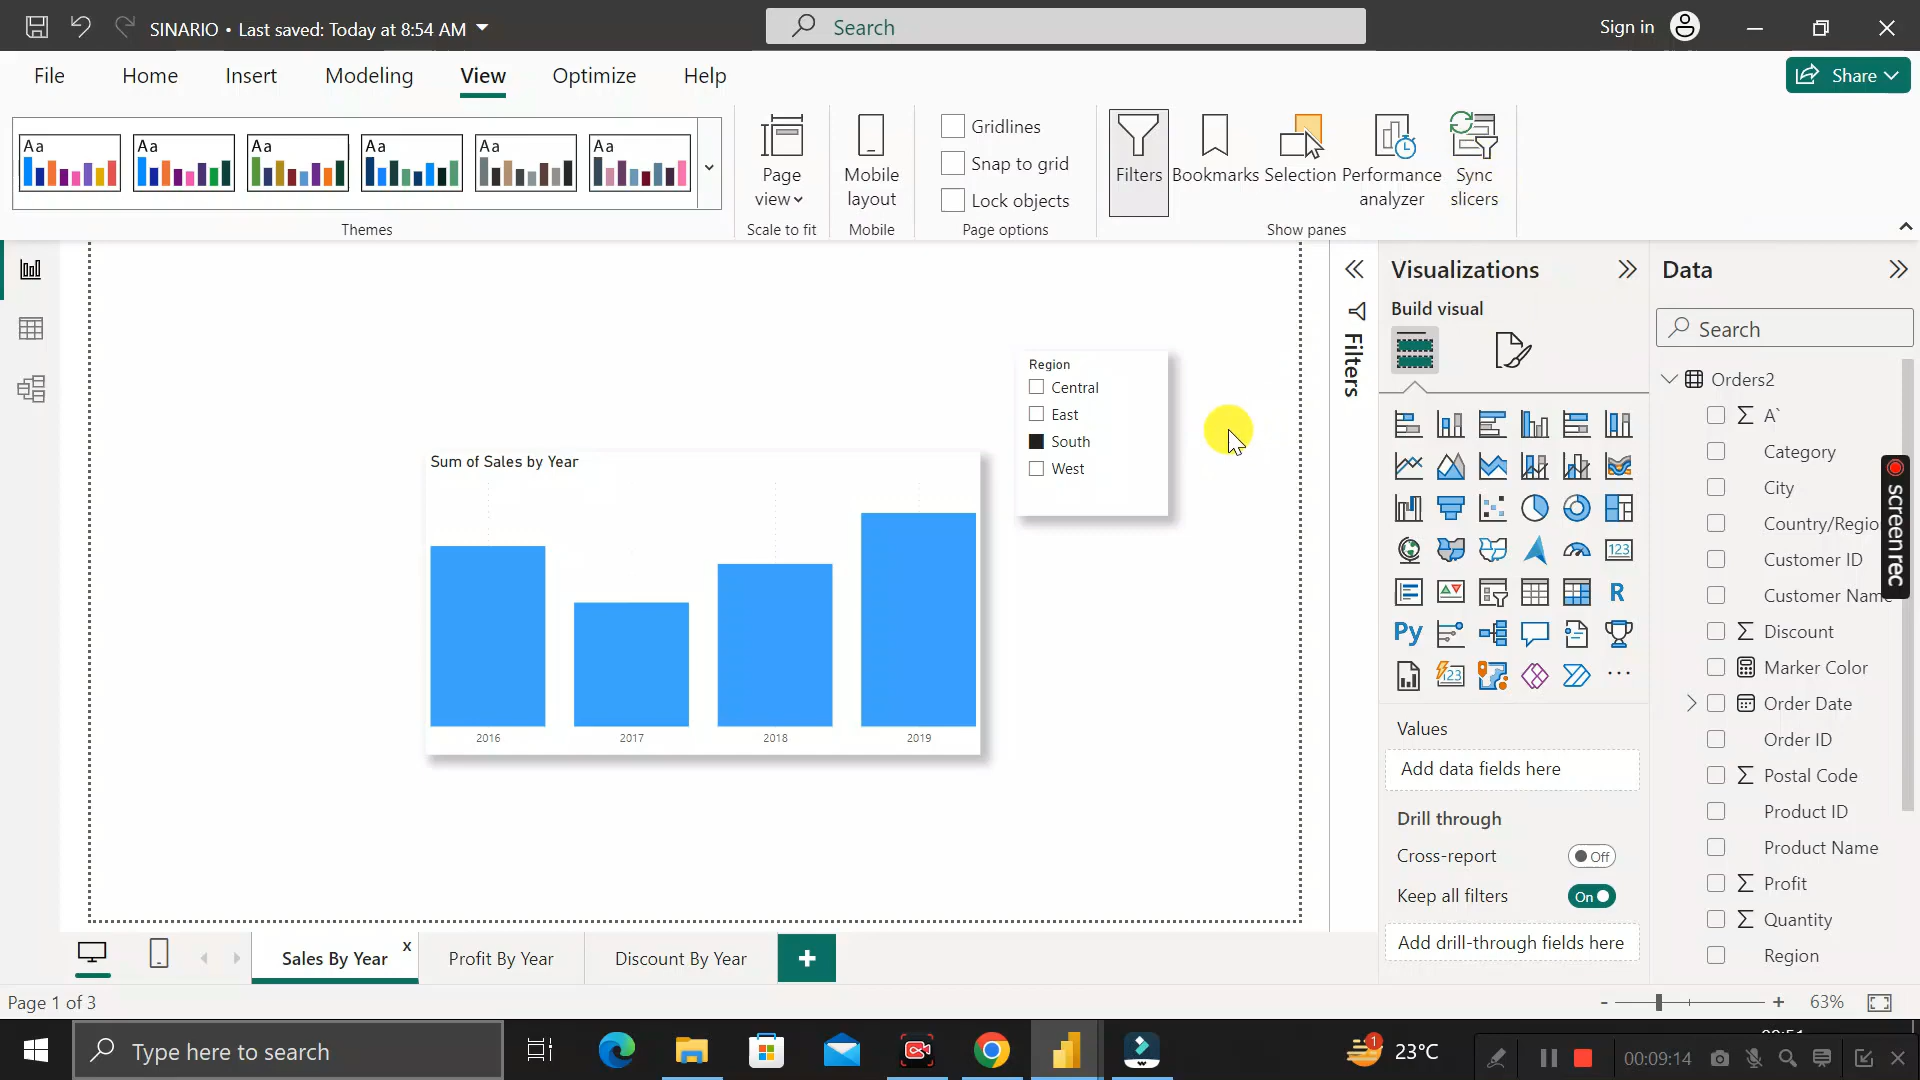 SINARIO • Last saved: Today at 8:54 AM
Search
Sign in
File
Home
Insert
Modeling
View
Optimize
Help
Share
Aa
Aa
Aa
Aa
Aa
Aa
Themes
Page
view
Scale to fit
Mobile
layout
Mobile
Gridlines
Snap to grid
Lock objects
Page options
Filters
Bookmarks
Selection
Performance
analyzer
Sync
slicers
Show panes
Region
Central
East
South
West
Sum of Sales by Year
2016
2017
2018
2019
Filters
Visualizations
Build visual
123
R
Py
123
Values
Add data fields here
Drill through
Cross-report
Off
Keep all filters
On
Add drill-through fields here
Data
Search
Orders2
A`
Category
City
Country/Regio
Customer ID
Customer Name
Discount
Marker Color
Order Date
Order ID
Postal Code
Product ID
Product Name
Profit
Quantity
Region
screen rec
Sales By Year
x
Profit By Year
Discount By Year
+
Page 1 of 3
- + 63%
Type here to search
1
23°C
00:09:14